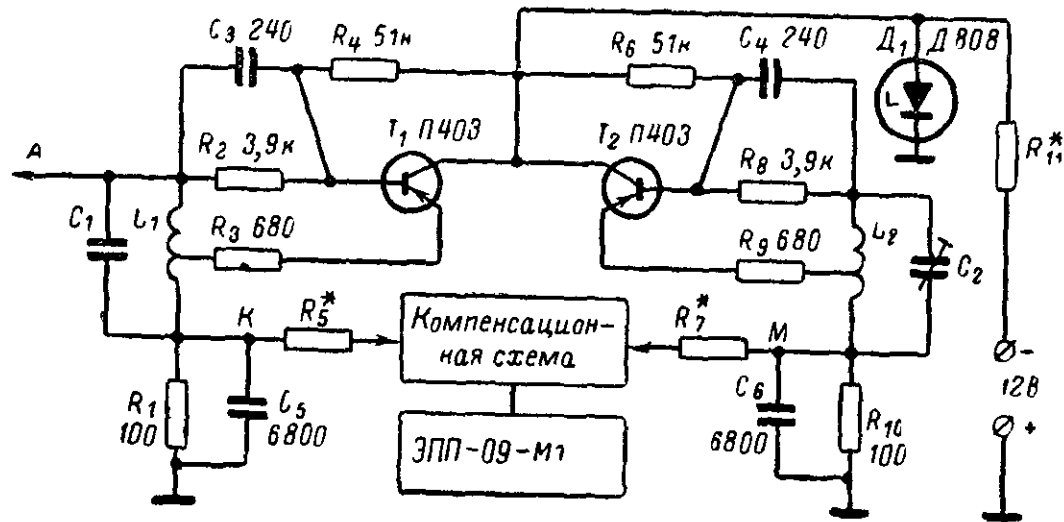 C3 240
R4 51к
R6 51к
C4 240
Д1 Д808
R11*
A
R2 3,9к
T1 П403
T2 П403
R8 3,9к
C1
L1
R3 680
R9 680
L2
C2
К
R5*
Компенсацион-
ная схема
R7*
М
-
12В
+
R1
100
C5
6800
ЭПП-09-М1
C6
6800
R10
100